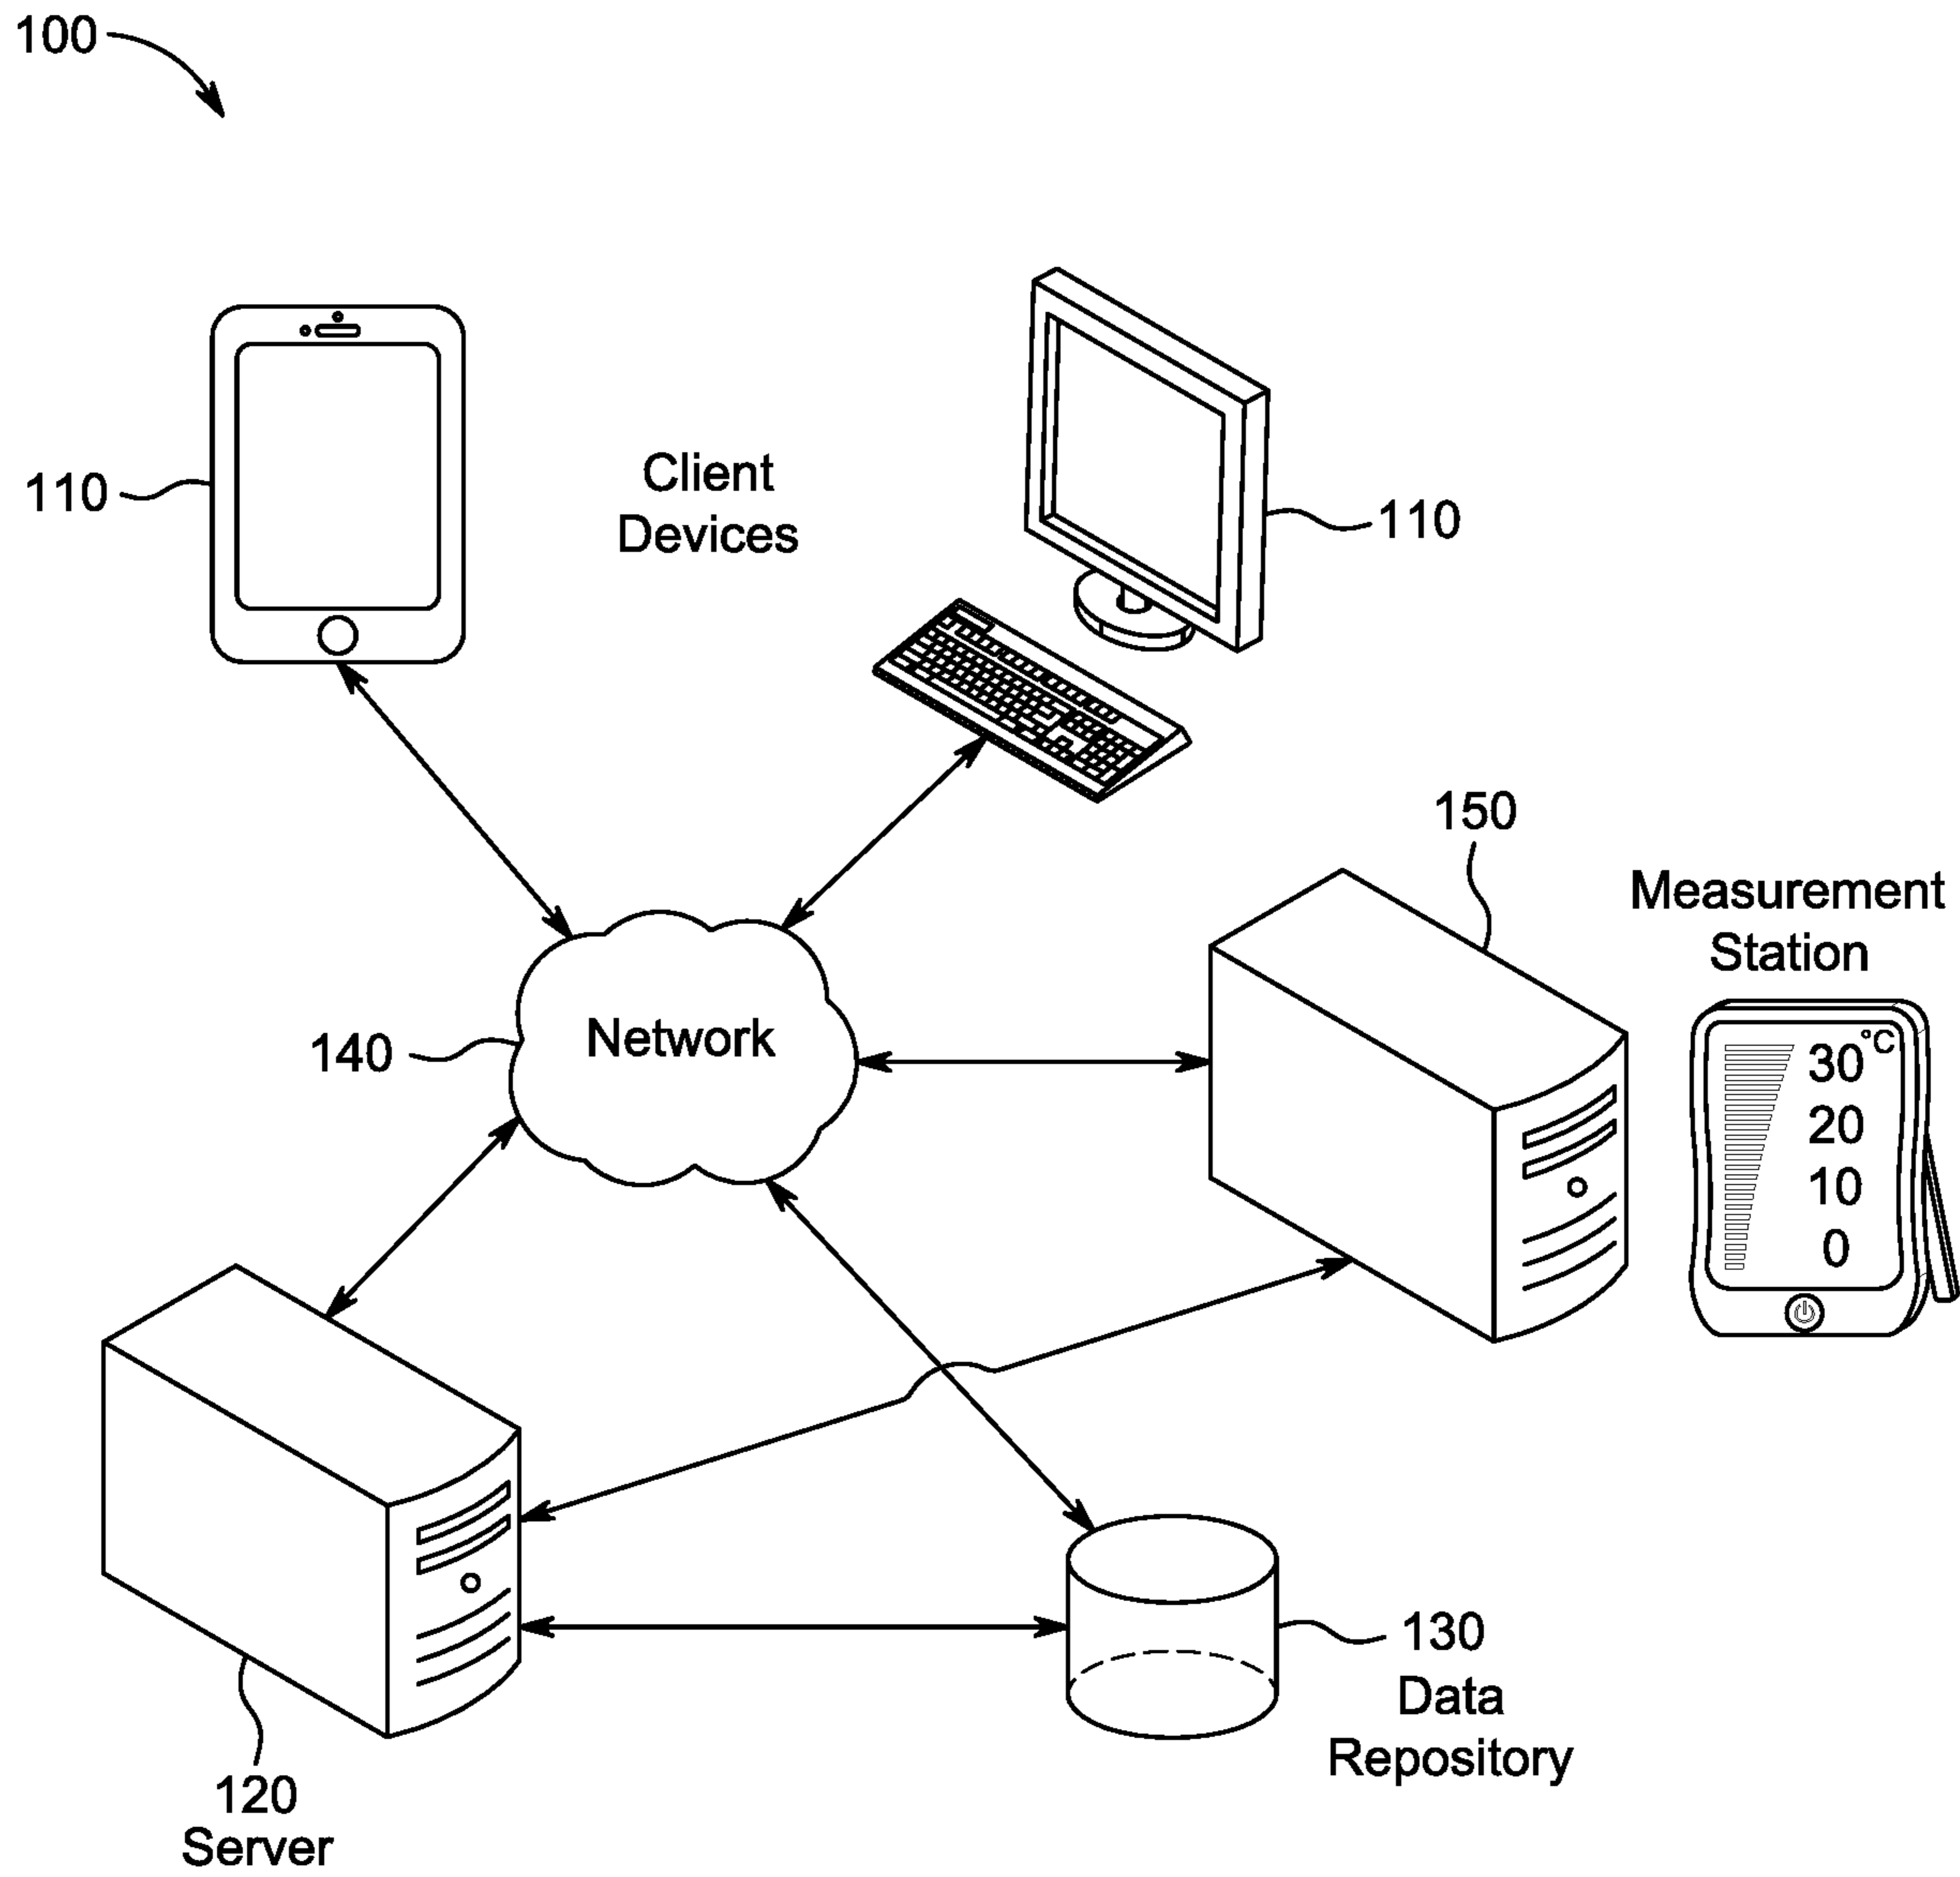 100
110
Client
Devices
110
150
Measurement
Station
140
Network
°C
30
20
10
0
130
Data
Repository
120
Server